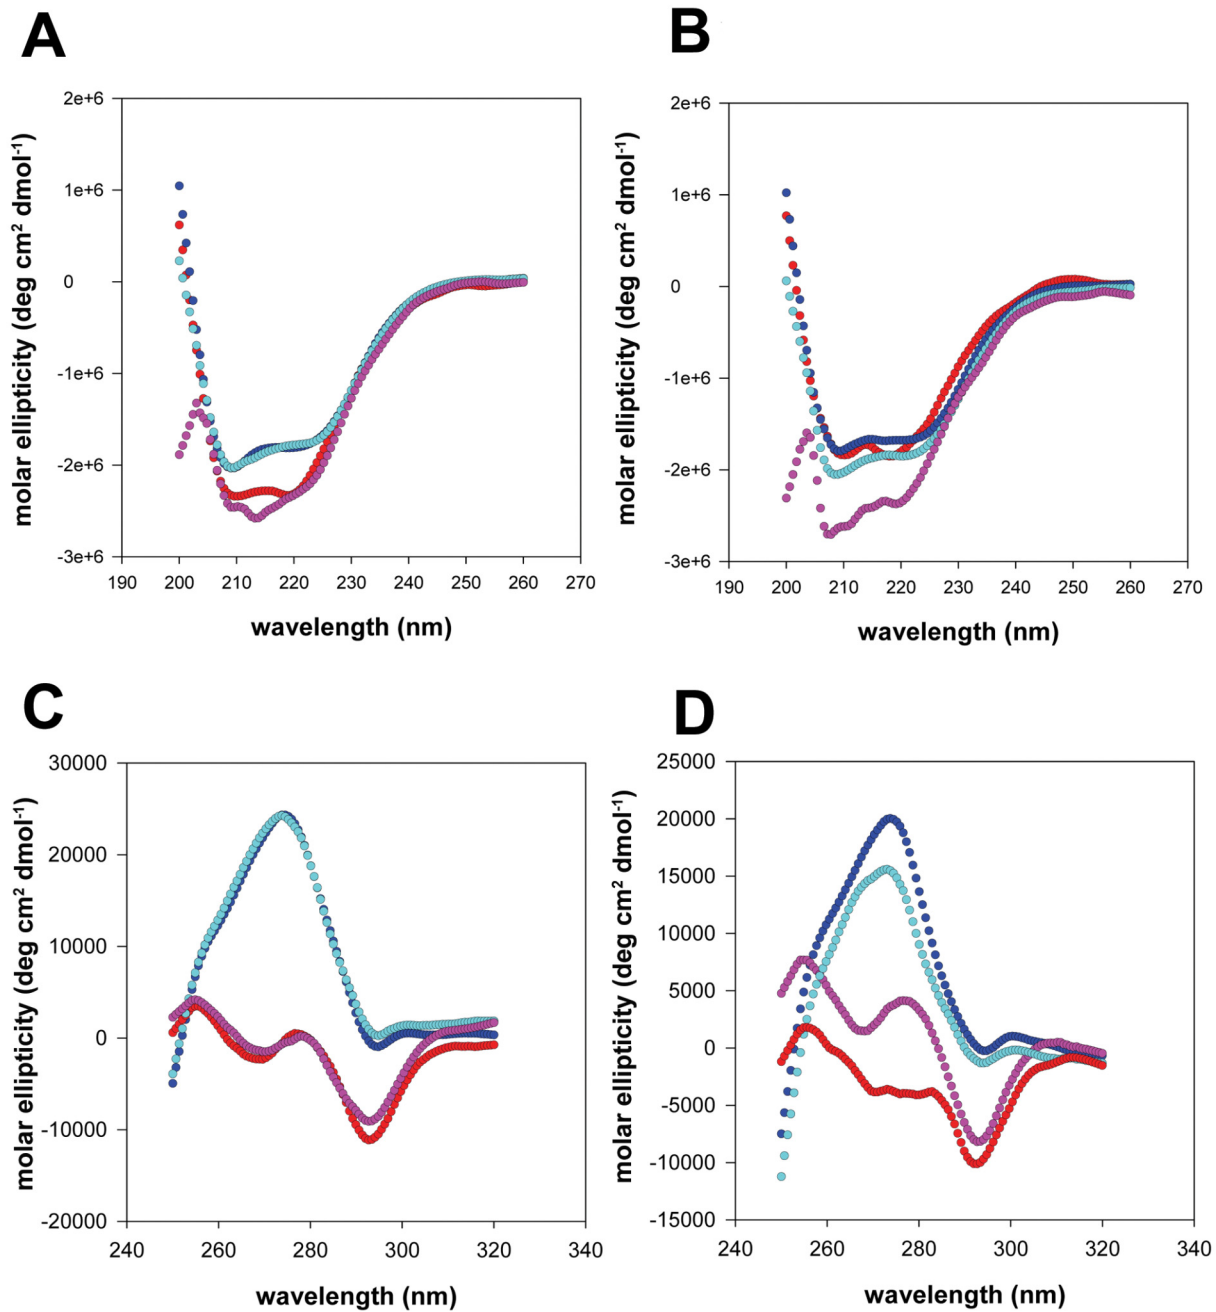 A
B
2e+6
1e+6
0
-1e+6
-2e+6
-3e+6
190 200 210 220 230 240 250 260 270
molar ellipticity (deg cm² dmol⁻¹)
wavelength (nm)
2e+6
1e+6
0
-1e+6
-2e+6
-3e+6
190 200 210 220 230 240 250 260 270
molar ellipticity (deg cm² dmol⁻¹)
wavelength (nm)
C
D
30000
20000
10000
0
-10000
-20000
240 260 280 300 320 340
molar ellipticity (deg cm² dmol⁻¹)
wavelength (nm)
25000
20000
15000
10000
5000
0
-5000
-10000
-15000
240 260 280 300 320 340
molar ellipticity (deg cm² dmol⁻¹)
wavelength (nm)